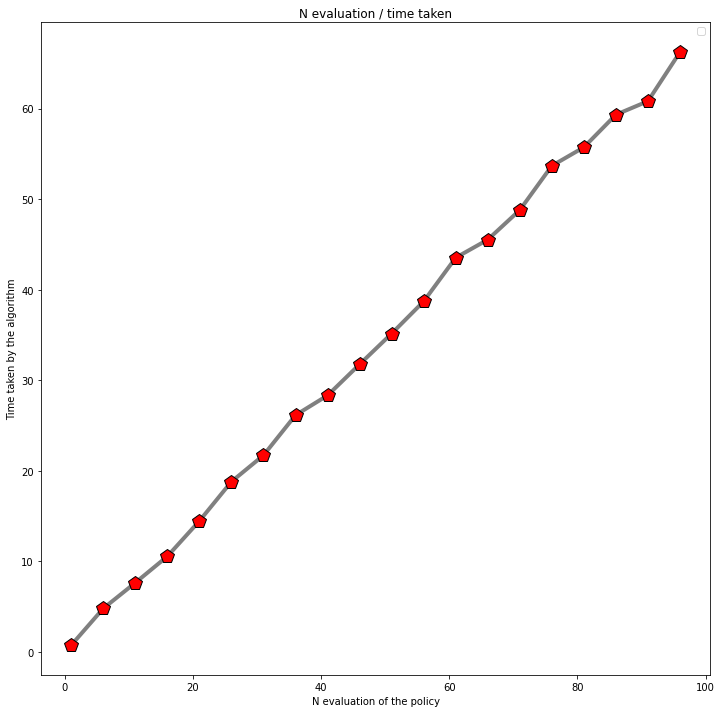 N evaluation / time taken
60
50
40
30
20
10
0
Time taken by the algorithm
0 20 40 60 80 100
N evaluation of the policy